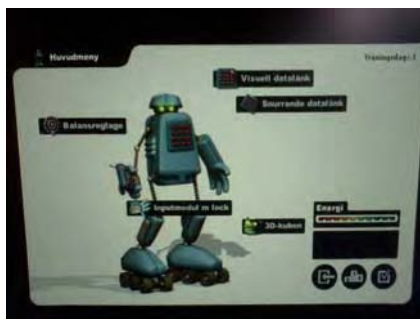 Huvudmeny
Träningsdag: 1
Visuell datalänk
Snurrande datalänk
Balansreglage
Inputmodul m lock
3D-kuben
Energi